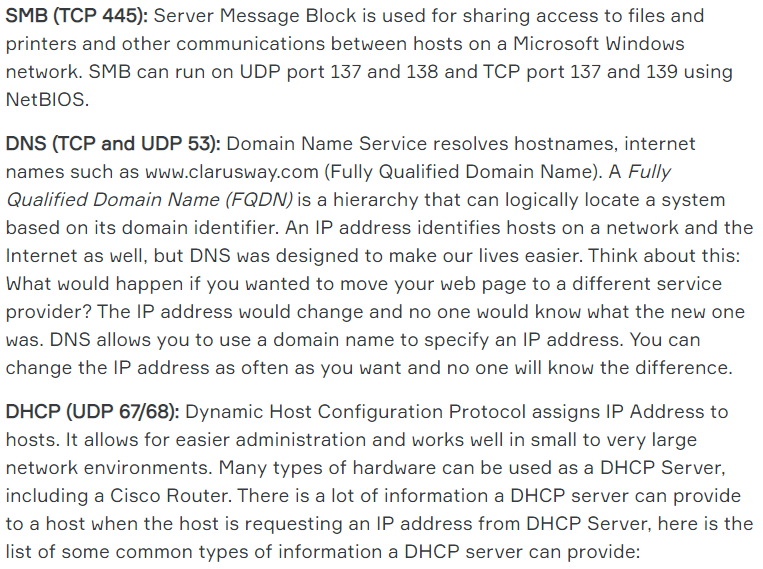 SMB (TCP 445): Server Message Block is used for sharing access to files and
printers and other communications between hosts on a Microsoft Windows
network. SMB can run on UDP port 137 and 138 and TCP port 137 and 139 using
NetBIOS.
DNS (TCP and UDP 53): Domain Name Service resolves hostnames, internet
names such as www.clarusway.com (Fully Qualified Domain Name). A Fully
Qualified Domain Name (FQDN) is a hierarchy that can logically locate a system
based on its domain identifier. An IP address identifies hosts on a network and the
Internet as well, but DNS was designed to make our lives easier. Think about this:
What would happen if you wanted to move your web page to a different service
provider? The IP address would change and no one would know what the new one
was. DNS allows you to use a domain name to specify an IP address. You can
change the IP address as often as you want and no one will know the difference.
DHCP (UDP 67/68): Dynamic Host Configuration Protocol assigns IP Address to
hosts. It allows for easier administration and works well in small to very large
network environments. Many types of hardware can be used as a DHCP Server,
including a Cisco Router. There is a lot of information a DHCP server can provide
to a host when the host is requesting an IP address from DHCP Server, here is the
list of some common types of information a DHCP server can provide: